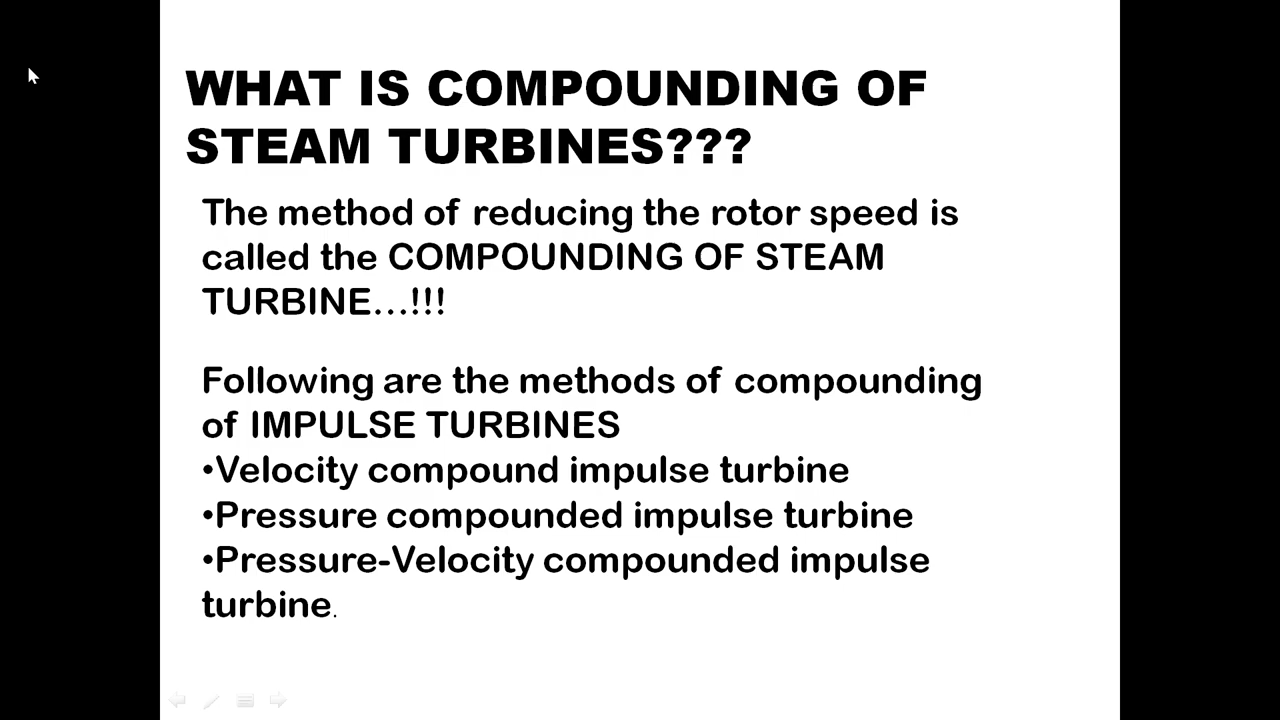 WHAT IS COMPOUNDING OF
STEAM TURBINES???
The method of reducing the rotor speed is
called the COMPOUNDING OF STEAM
TURBINE...!!!
Following are the methods of compounding
of IMPULSE TURBINES
•Velocity compound impulse turbine
•Pressure compounded impulse turbine
•Pressure-Velocity compounded impulse
turbine.